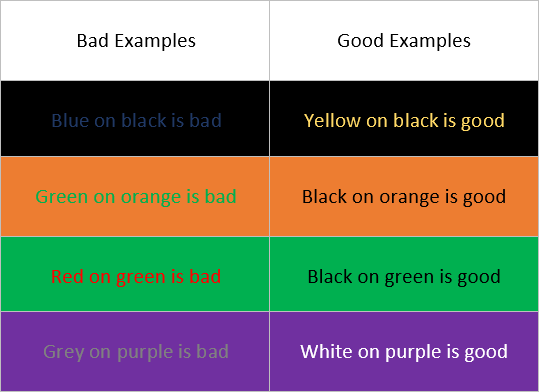 Bad Examples
Good Examples
Blue on black is bad
Yellow on black is good
Green on orange is bad
Black on orange is good
Red on green is bad
Black on green is good
Grey on purple is bad
White on purple is good